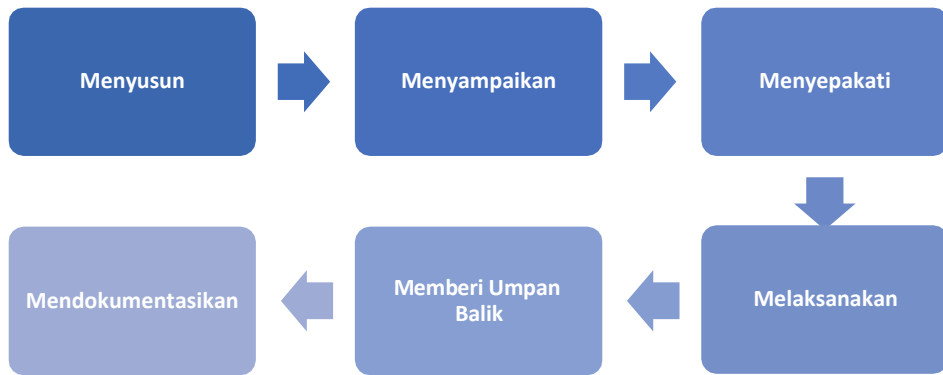 Menyusun
Menyampaikan
Menyepakati
Melaksanakan
Memberi Umpan
Balik
Mendokumentasikan